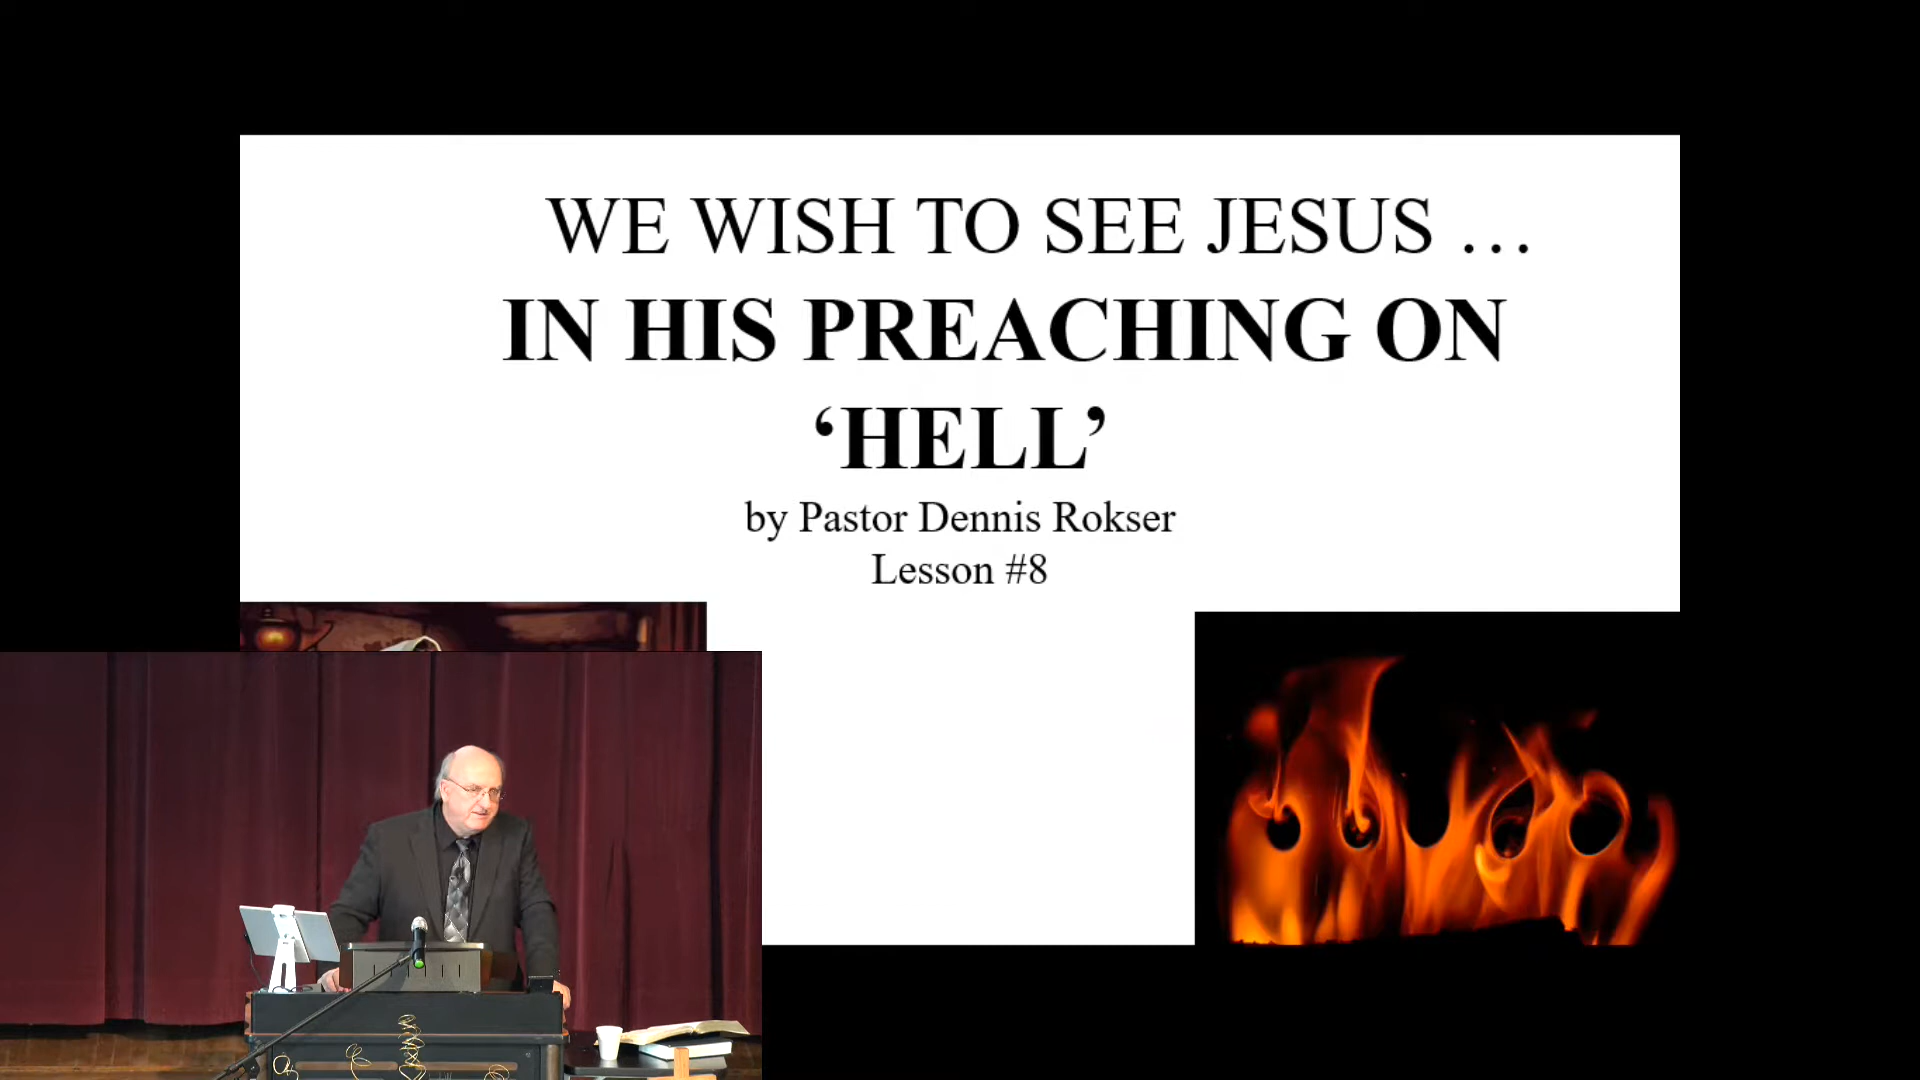 WE WISH TO SEE JESUS …
IN HIS PREACHING ON
‘HELL’
by Pastor Dennis Rokser
Lesson #8